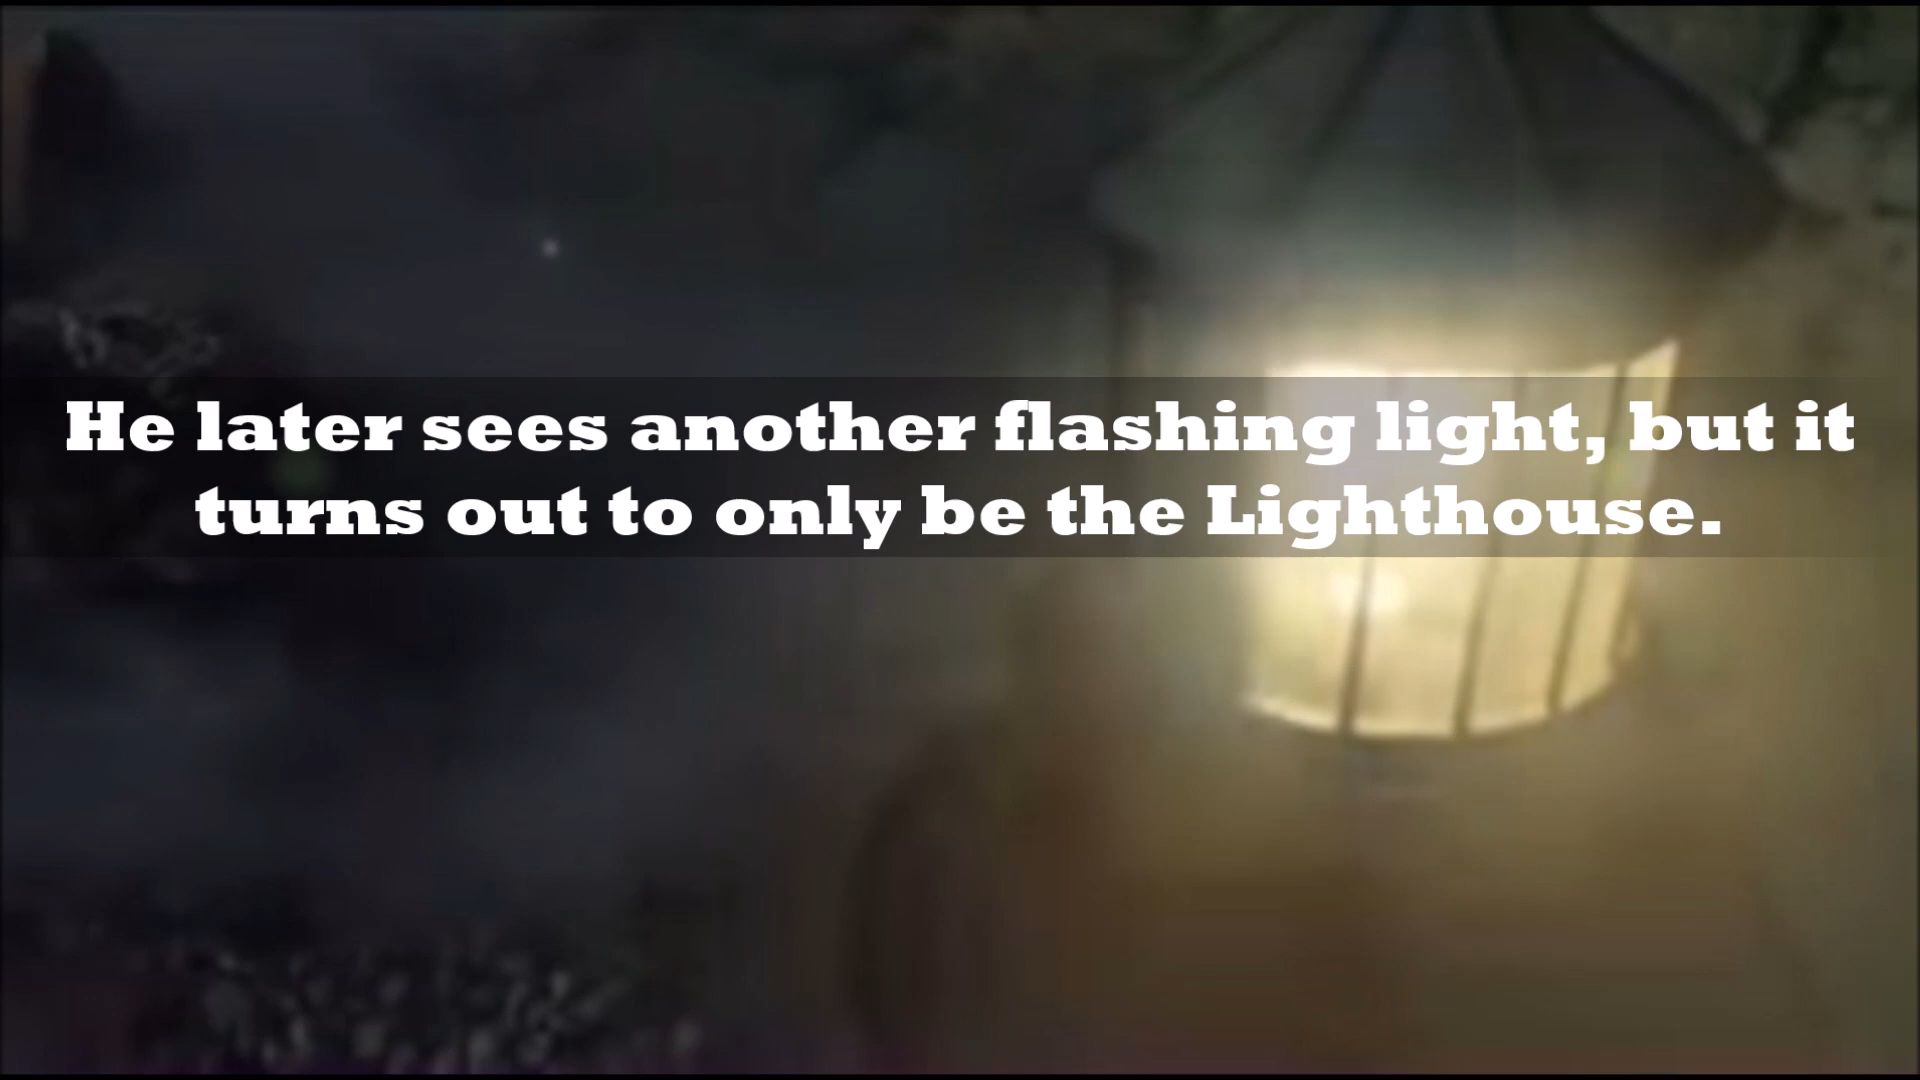 He later sees another flashing light, but it
turns out to only be the Lighthouse.